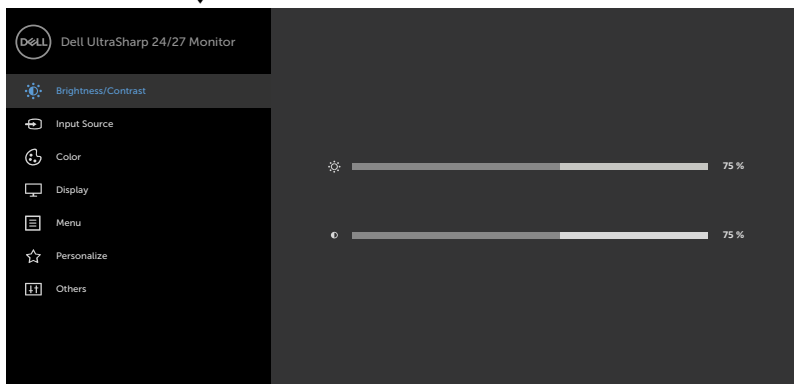 DELL Dell UltraSharp 24/27 Monitor
Brightness/Contrast
Input Source
Color
Display
Menu
Personalize
Others
75 %
75 %